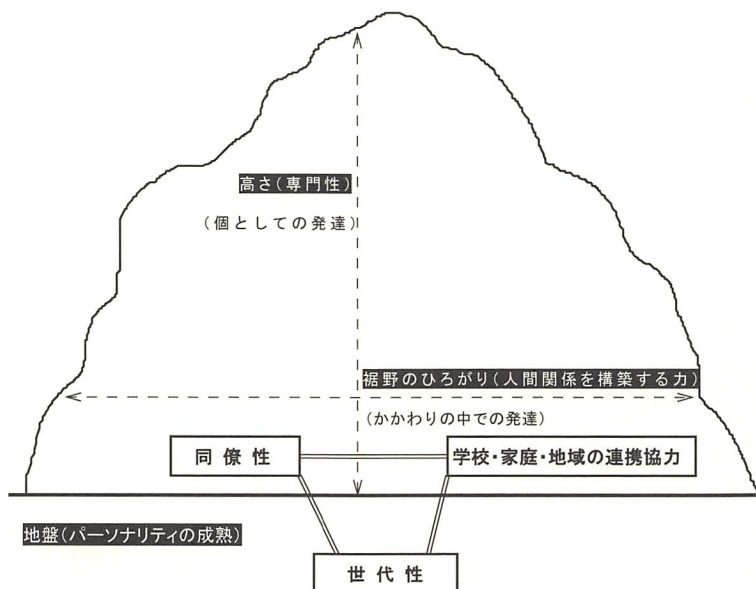 高さ(専門性)
(個としての発達)
裾野のひろがり(人間関係を構築する力)
(かかわりの中での発達)
同僚性
学校・家庭・地域の連携協力
地盤(パーソナリティの成熟)
世代性